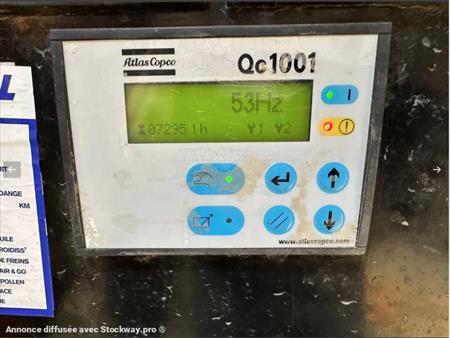 Atlas Copco
Qc1001
53Hz
07295.1h Y1 Y2
www.atlascopco.com
L
DANGE
KM
UILE
ROIDISST
DE FREINS
AIR & GO
POLLEN
ACE
Annonce diffusée avec Stockway.pro ®